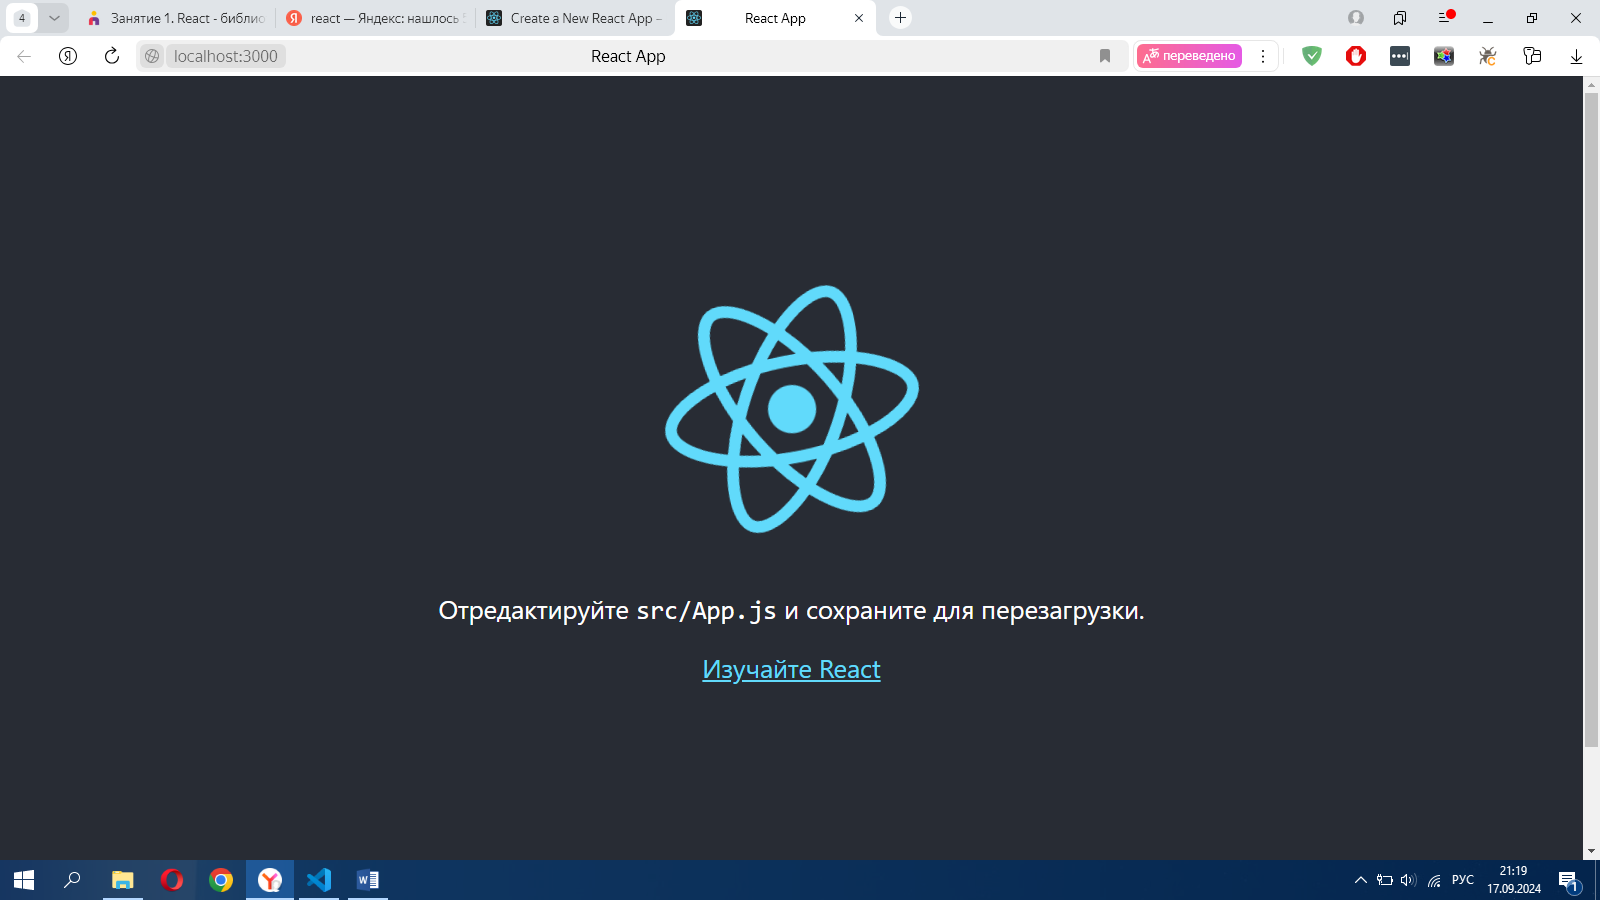 4
Занятие 1. React - библио
react — Яндекс: нашлось
Create a New React App –
React App
localhost:3000
React App
переведено
Отредактируйте src/App.js и сохраните для перезагрузки.
Изучайте React
РУС
21:19
17.09.2024
1